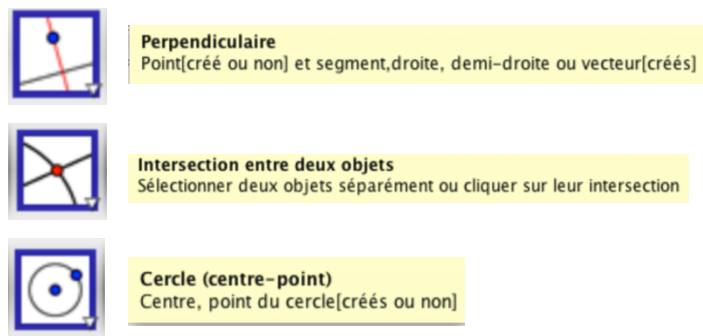 Perpendiculaire
Point[créé ou non] et segment,droite, demi-droite ou vecteur[créés]
Intersection entre deux objets
Sélectionner deux objets séparément ou cliquer sur leur intersection
Cercle (centre-point)
Centre, point du cercle[créés ou non]